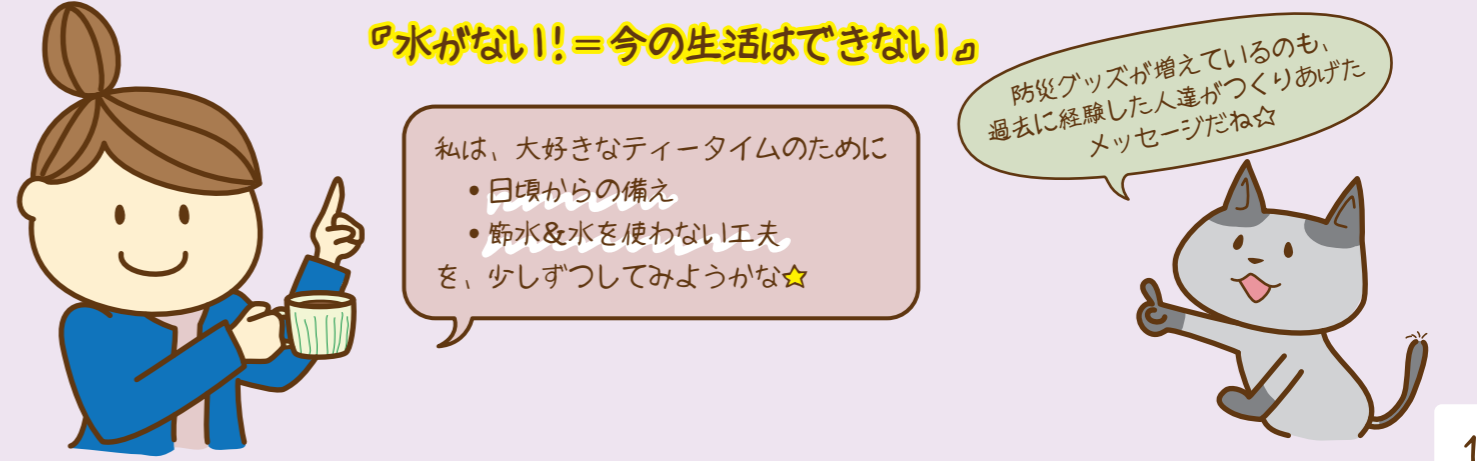 『水がない!=今の生活はできない』
私は、大好きなティータイムのために
•日頃からの備え
•節水&水を使わない工夫
を、少しずつしてみようかな★
防災グッズが増えているのも、
過去に経験した人達がつくりあげた
メッセージだね☆
1